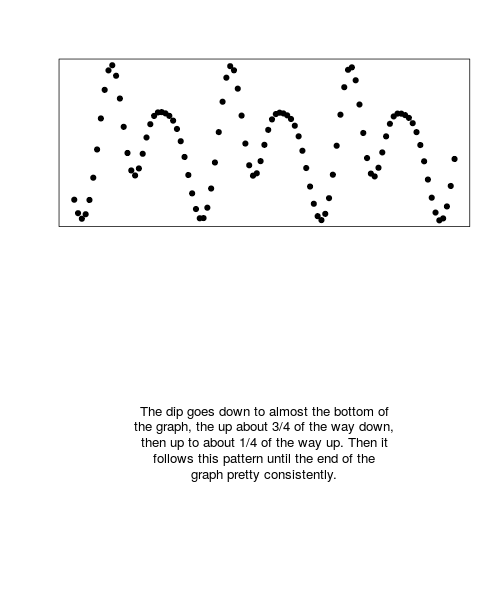 The dip goes down to almost the bottom of
the graph, the up about 3/4 of the way down,
then up to about 1/4 of the way up. Then it
follows this pattern until the end of the
graph pretty consistently.